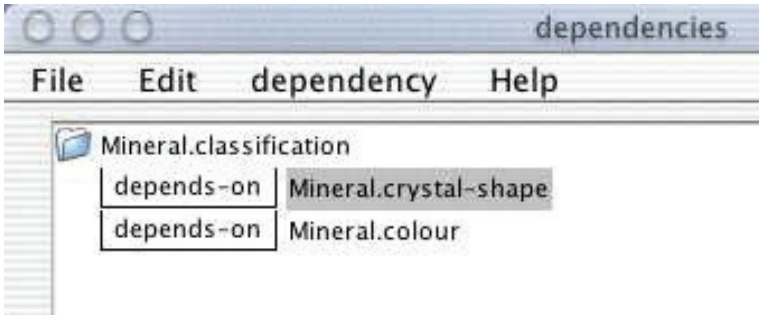 dependencies
File Edit dependency Help
Mineral.classification
depends-on Mineral.crystal-shape
depends-on Mineral.colour